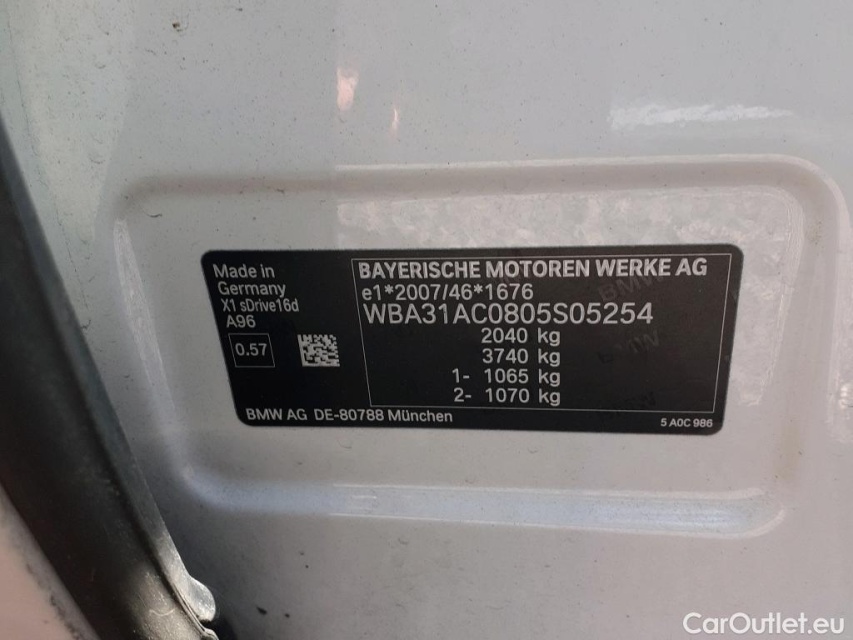 Made in
Germany
X1 sDrive16d
A96
0.57
BAYERISCHE MOTOREN WERKE AG
e1*2007/46*1676
WBA31AC0805S05254
2040 kg
3740 kg
1- 1065 kg
2- 1070 kg
BMW AG DE-80788 München
5 A0C 986
CarOutlet.eu